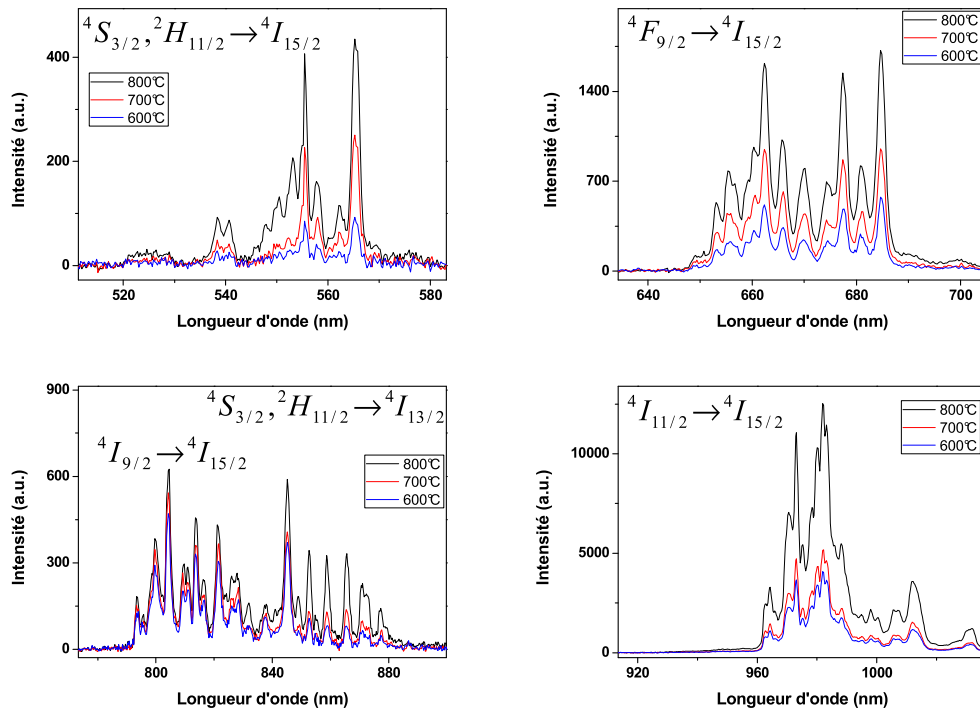 ⁴S₃/₂, ²H₁₁/₂ → ⁴I₁₅/₂
800°C
700°C
600°C
400
200
0
520
540
560
580
Intensité (a.u.)
Longueur d'onde (nm)
⁴F₉/₂ → ⁴I₁₅/₂
800°C
700°C
600°C
1400
700
0
640
660
680
700
Intensité (a.u.)
Longueur d'onde (nm)
⁴S₃/₂, ²H₁₁/₂ → ⁴I₁₃/₂
⁴I₉/₂ → ⁴I₁₅/₂
800°C
700°C
600°C
900
600
300
0
800
840
880
Intensité (a.u.)
Longueur d'onde (nm)
⁴I₁₁/₂ → ⁴I₁₅/₂
800°C
700°C
600°C
10000
5000
0
920
960
1000
Intensité (a.u.)
Longueur d'onde (nm)